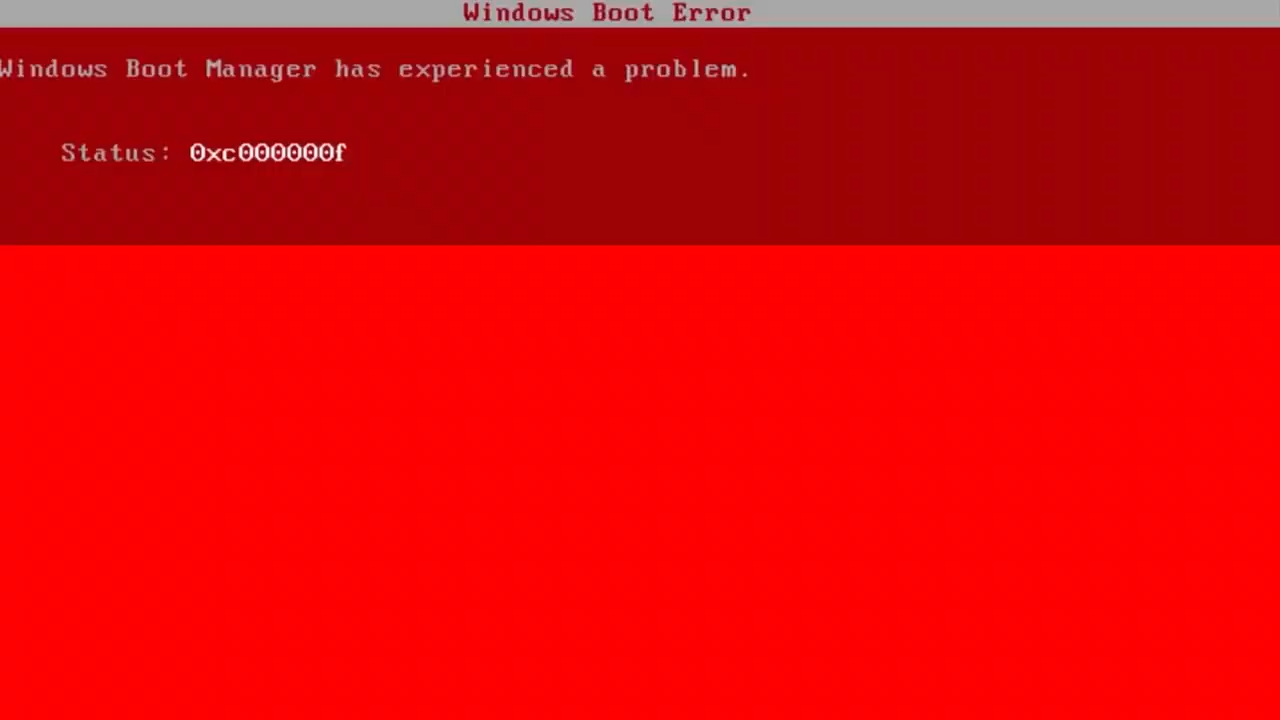 Windows Boot Error
Windows Boot Manager has experienced a problem.
Status: 0xc000000f